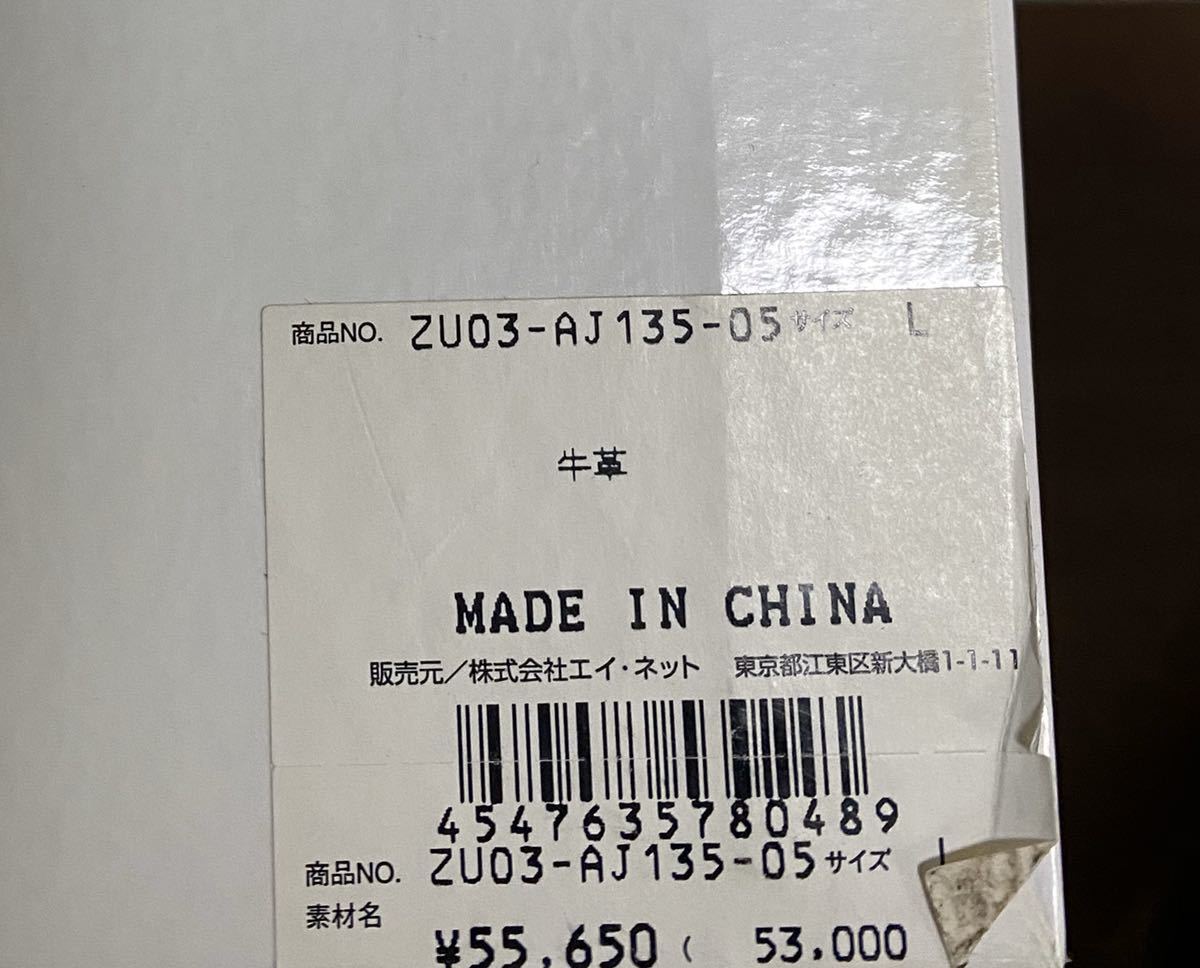 商品NO. ZU03-AJ135-05 サイズ L
牛革
MADE IN CHINA
販売元/株式会社エイ・ネット 東京都江東区新大橋1-1-11
4547635780489
商品NO. ZU03-AJ135-05 サイズ
素材名
¥55,650 ( 53,000